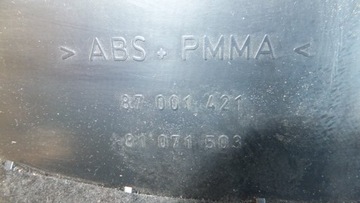 > ABS + PMMA <
87 001 421
81 071 503